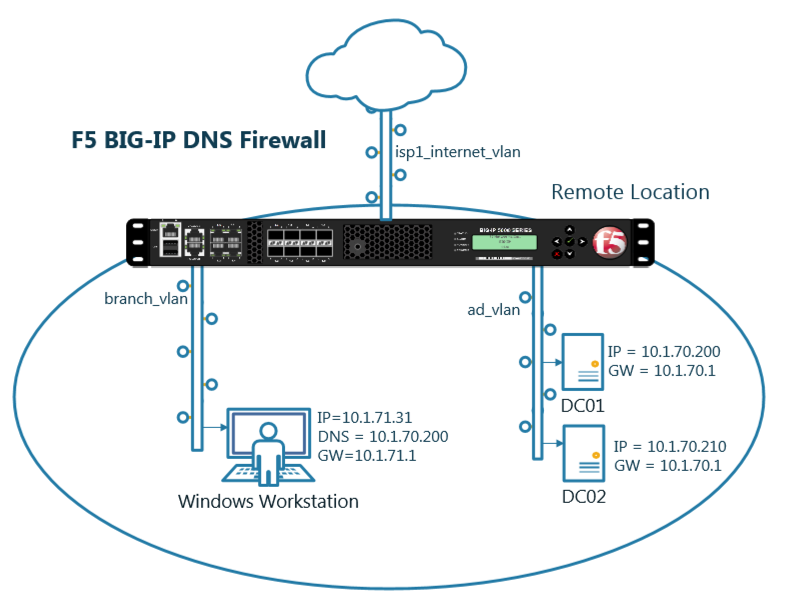 F5 BIG-IP DNS Firewall
isp1_internet_vlan
Remote Location
BIG-IP 5000 SERIES
f5
branch_vlan
ad_vlan
IP = 10.1.70.200
GW = 10.1.70.1
DC01
IP=10.1.71.31
DNS = 10.1.70.200
GW=10.1.71.1
Windows Workstation
IP = 10.1.70.210
GW = 10.1.70.1
DC02